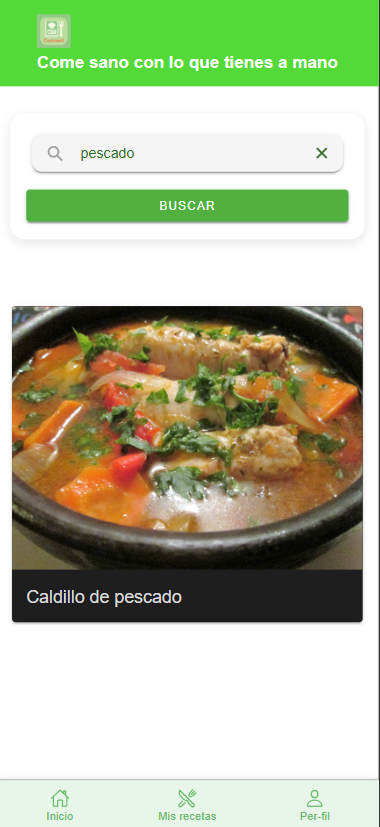 Come sano con lo que tienes a mano
pescado
BUSCAR
Caldillo de pescado
Inicio
Mis recetas
Per-fil